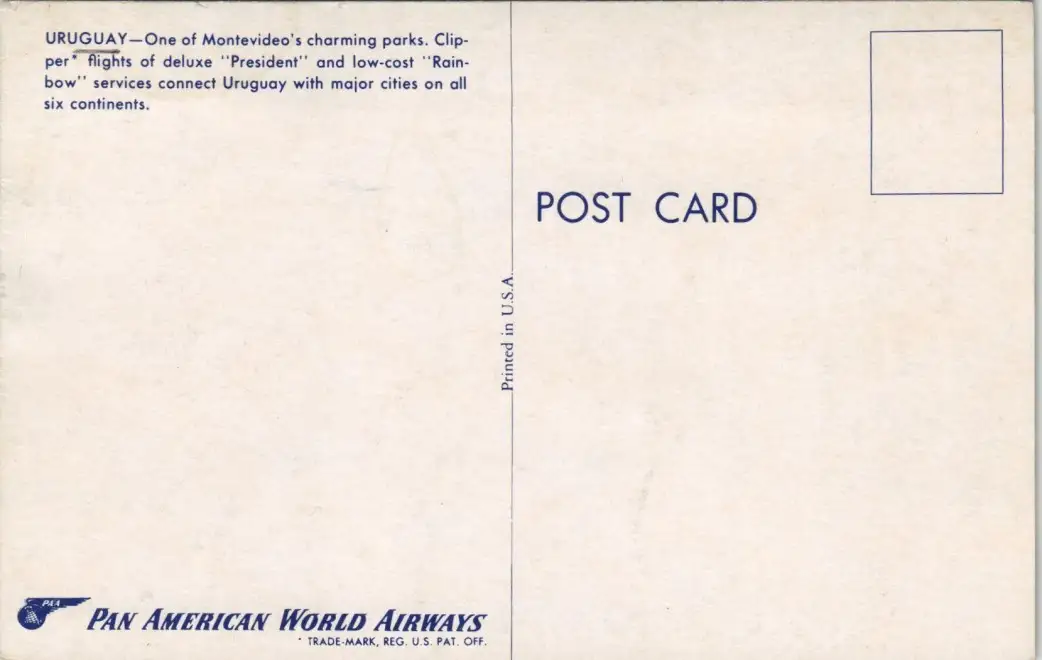 URUGUAY—One of Montevideo's charming parks. Clip-
per* flights of deluxe "President" and low-cost "Rain-
bow" services connect Uruguay with major cities on all
six continents.
POST CARD
Printed in U.S.A.
PAA
PAN AMERICAN WORLD AIRWAYS
* TRADE-MARK, REG. U.S. PAT. OFF.